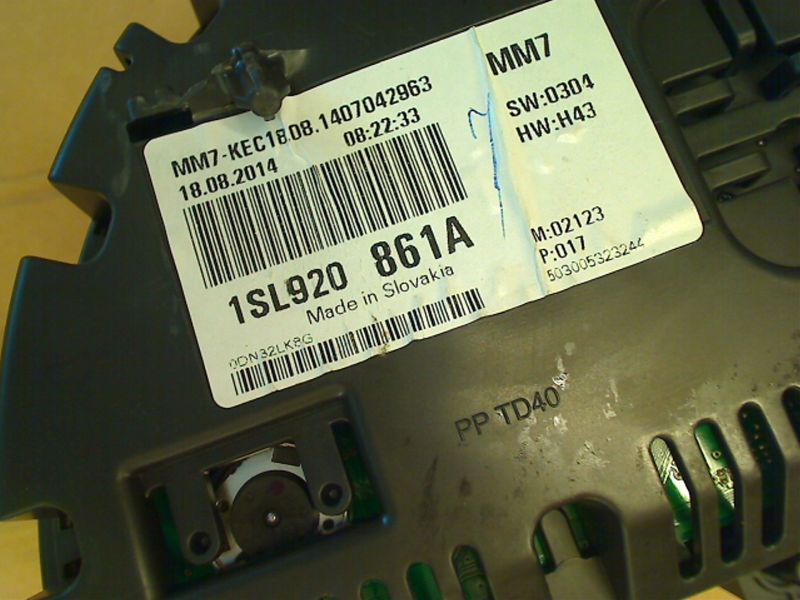 MM7
MM7-KEC1808.1407042963
18.08.2014 08:22:33
SW:0304
HW:H43
1SL920 861A
Made in Slovakia
M:02123
P:017
503005323244
0DN32LK8G
PP TD40